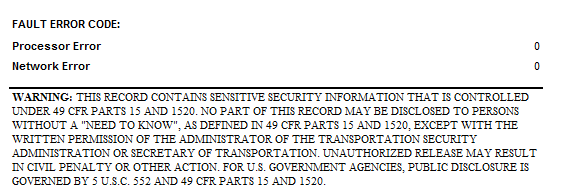 FAULT ERROR CODE:
Processor Error 0
Network Error 0
WARNING: THIS RECORD CONTAINS SENSITIVE SECURITY INFORMATION THAT IS CONTROLLED
UNDER 49 CFR PARTS 15 AND 1520. NO PART OF THIS RECORD MAY BE DISCLOSED TO PERSONS
WITHOUT A "NEED TO KNOW", AS DEFINED IN 49 CFR PARTS 15 AND 1520, EXCEPT WITH THE
WRITTEN PERMISSION OF THE ADMINISTRATOR OF THE TRANSPORTATION SECURITY
ADMINISTRATION OR SECRETARY OF TRANSPORTATION. UNAUTHORIZED RELEASE MAY RESULT
IN CIVIL PENALTY OR OTHER ACTION. FOR U.S. GOVERNMENT AGENCIES, PUBLIC DISCLOSURE IS
GOVERNED BY 5 U.S.C. 552 AND 49 CFR PARTS 15 AND 1520.